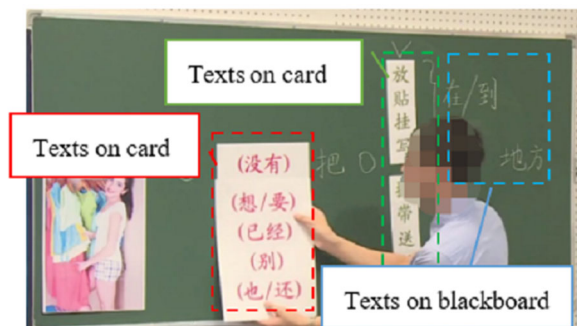 Texts on card
Texts on card
(没有)
(想/要)
(已经)
(别)
(也/还)
把 O
V
放
贴
挂
写
带
送
在/到
地方
Texts on blackboard